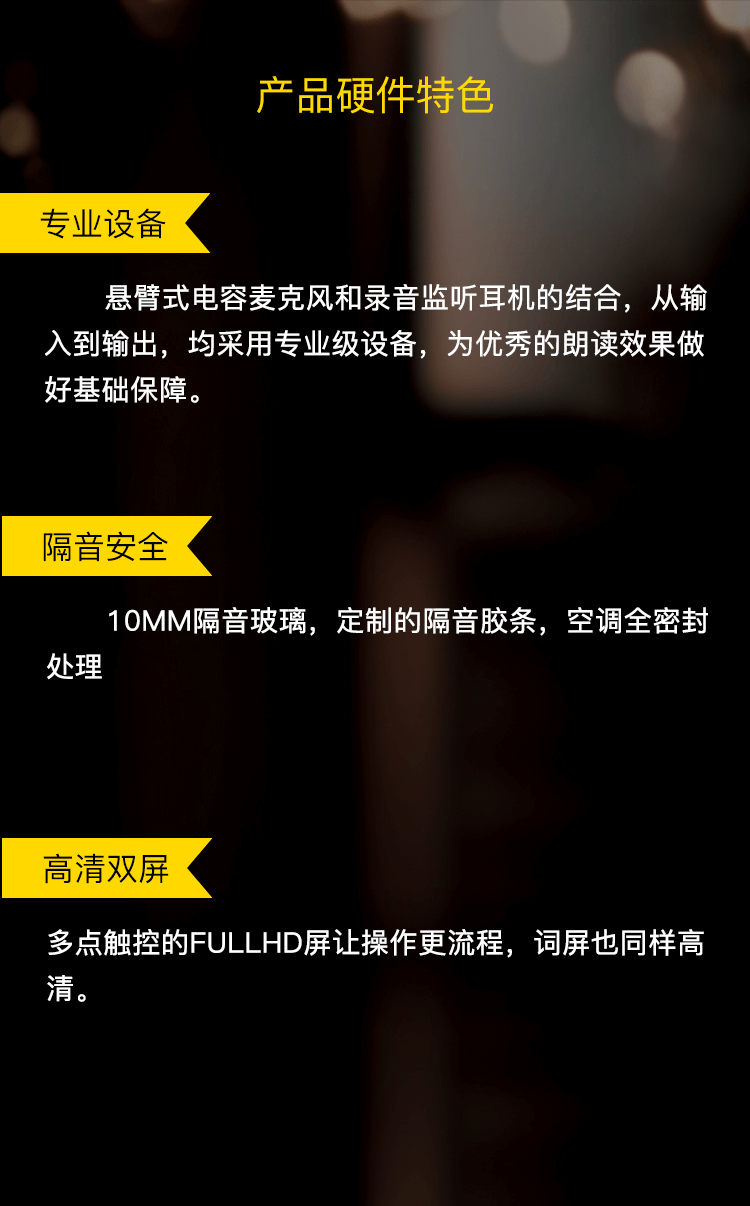 产品硬件特色
专业设备
悬臂式电容麦克风和录音监听耳机的结合，从输
入到输出，均采用专业级设备，为优秀的朗读效果做
好基础保障。
隔音安全
10MM隔音玻璃，定制的隔音胶条，空调全密封
处理
高清双屏
多点触控的FULLHD屏让操作更流程，词屏也同样高
清。